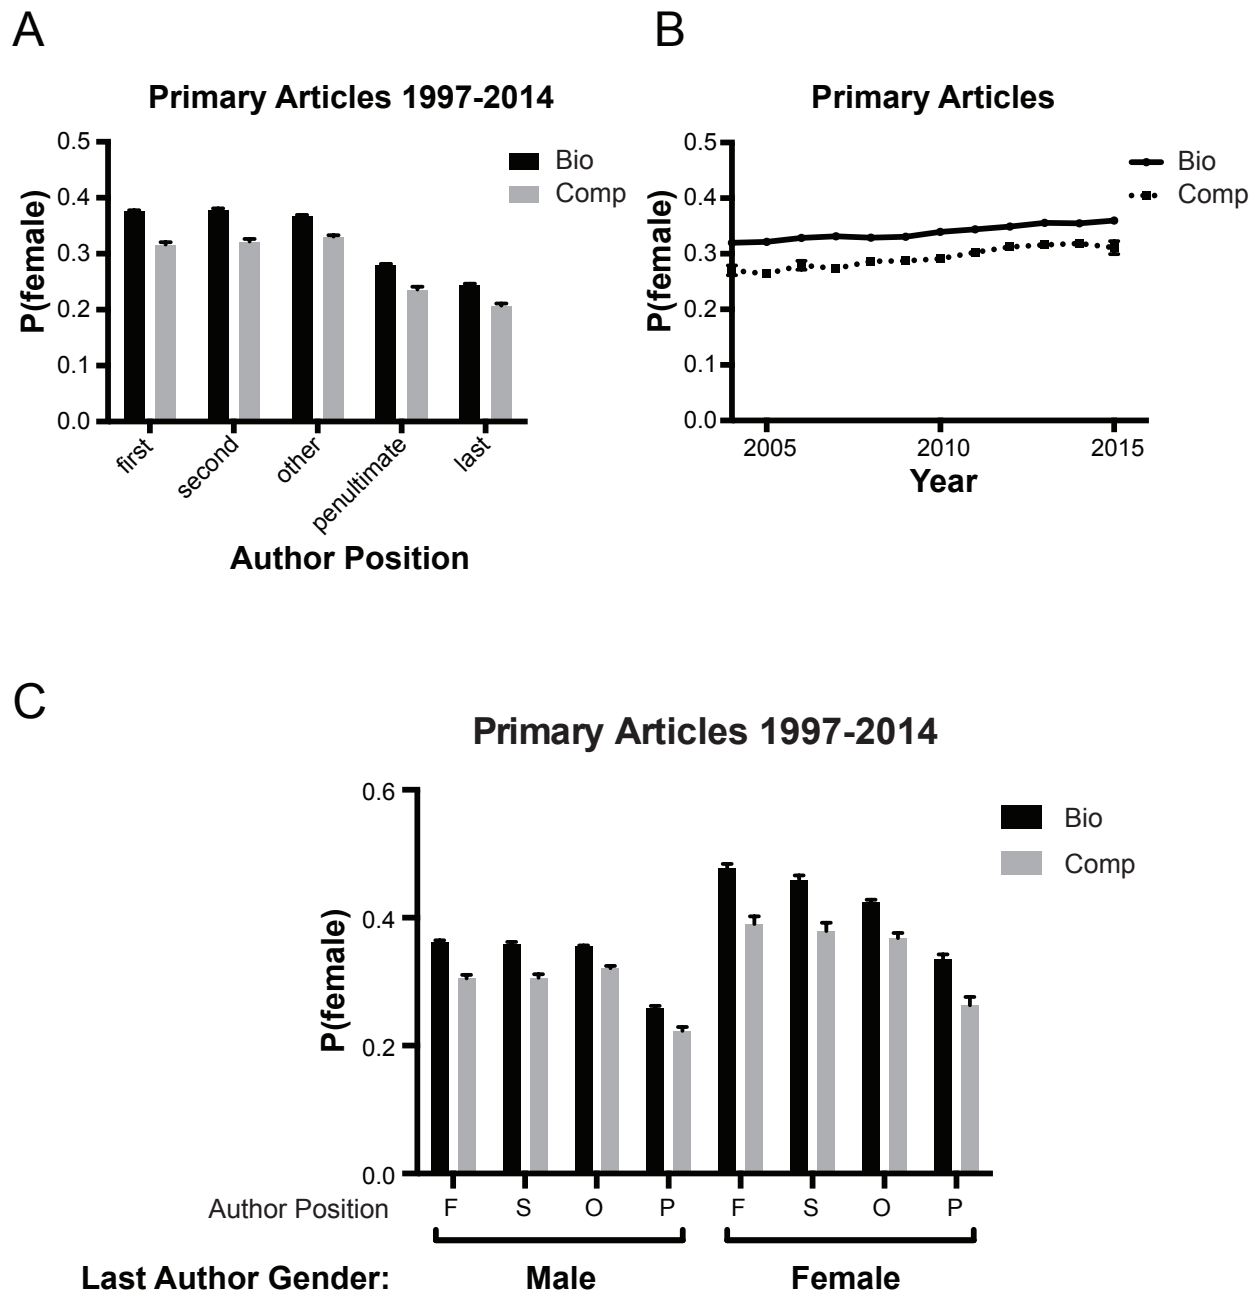 A
Primary Articles 1997-2014
P(female)
0.5
0.4
0.3
0.2
0.1
0.0
Bio
Comp
first
second
other
penultimate
last
Author Position
B
Primary Articles
P(female)
0.5
0.4
0.3
0.2
0.1
0.0
Bio
Comp
2005
2010
2015
Year
C
Primary Articles 1997-2014
P(female)
0.6
0.4
0.2
0.0
Bio
Comp
Author Position F S O P F S O P
Last Author Gender: Male Female